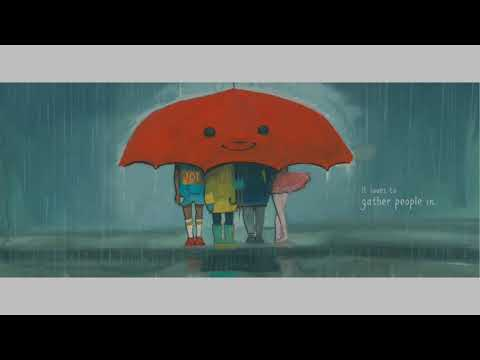 It loves to
gather people in.